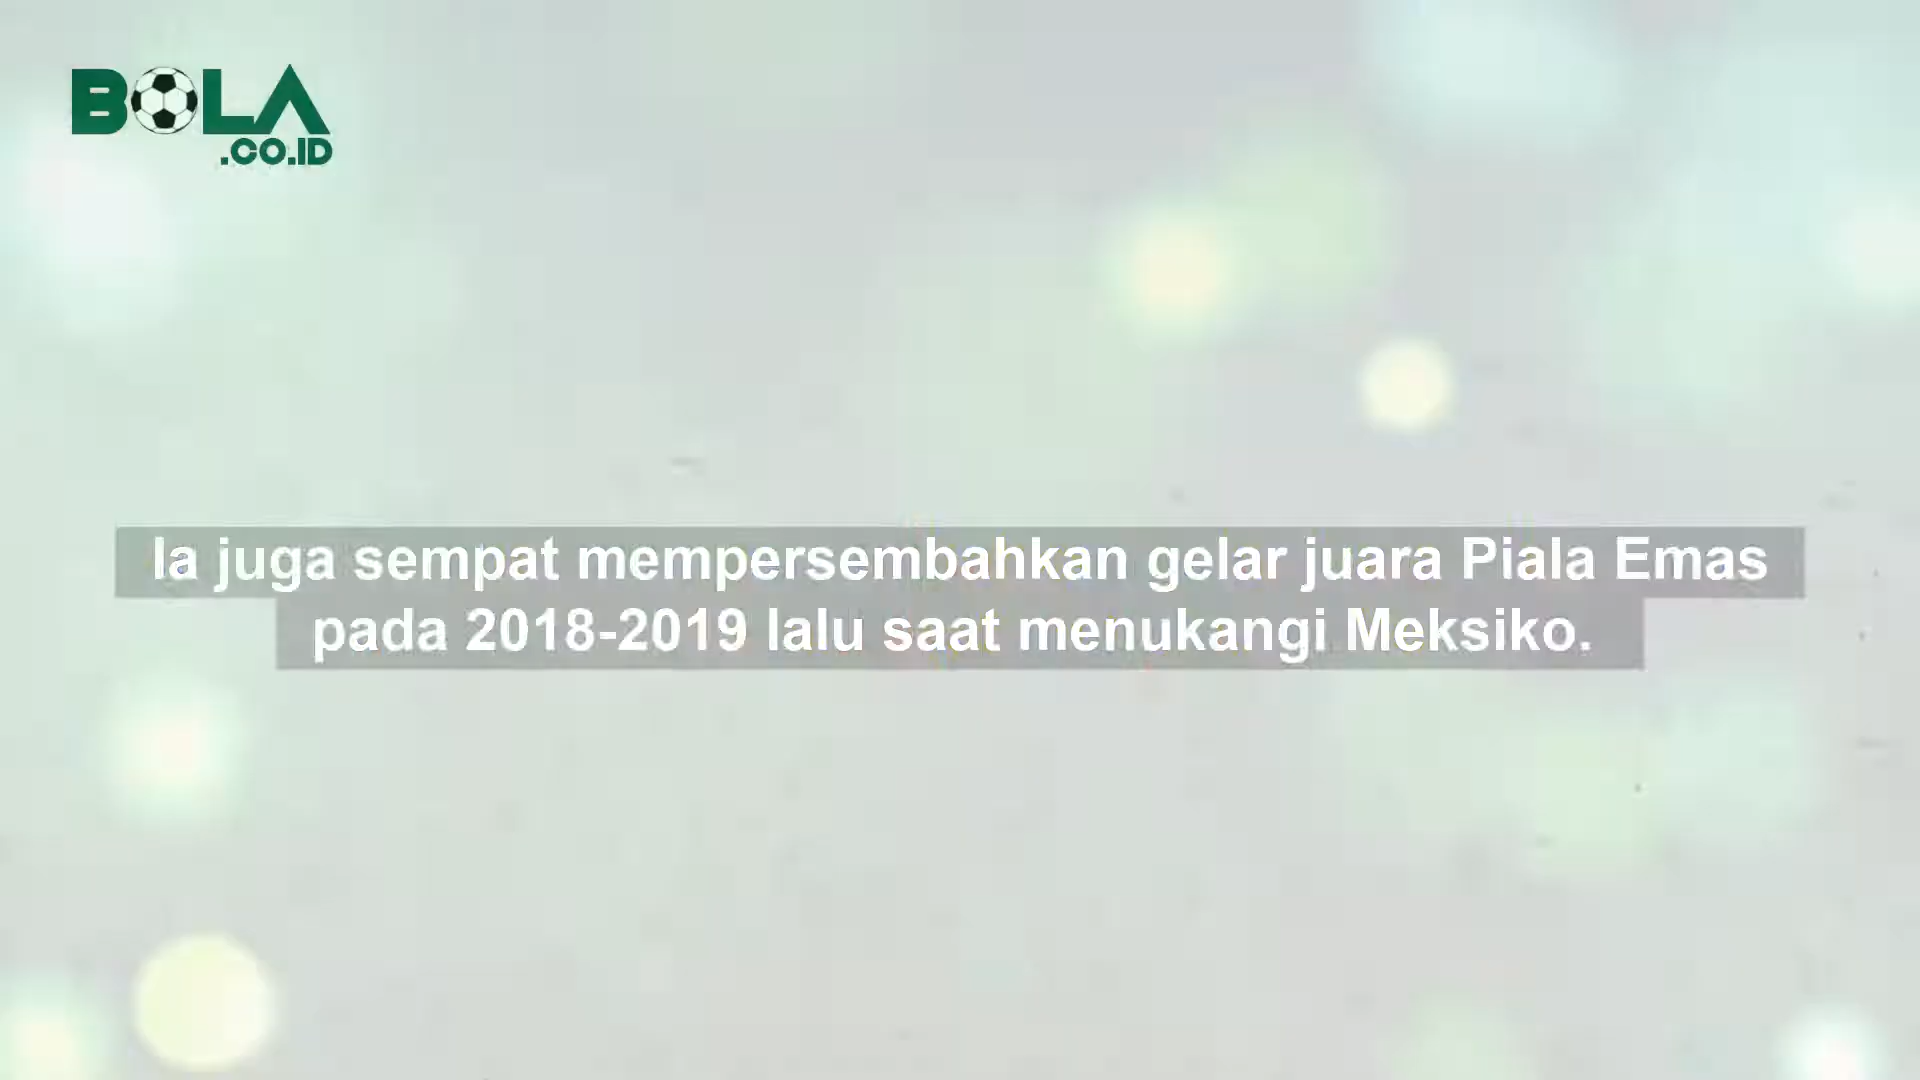 BOLA
.CO.ID
Ia juga sempat mempersembahkan gelar juara Piala Emas
pada 2018-2019 lalu saat menukangi Meksiko.